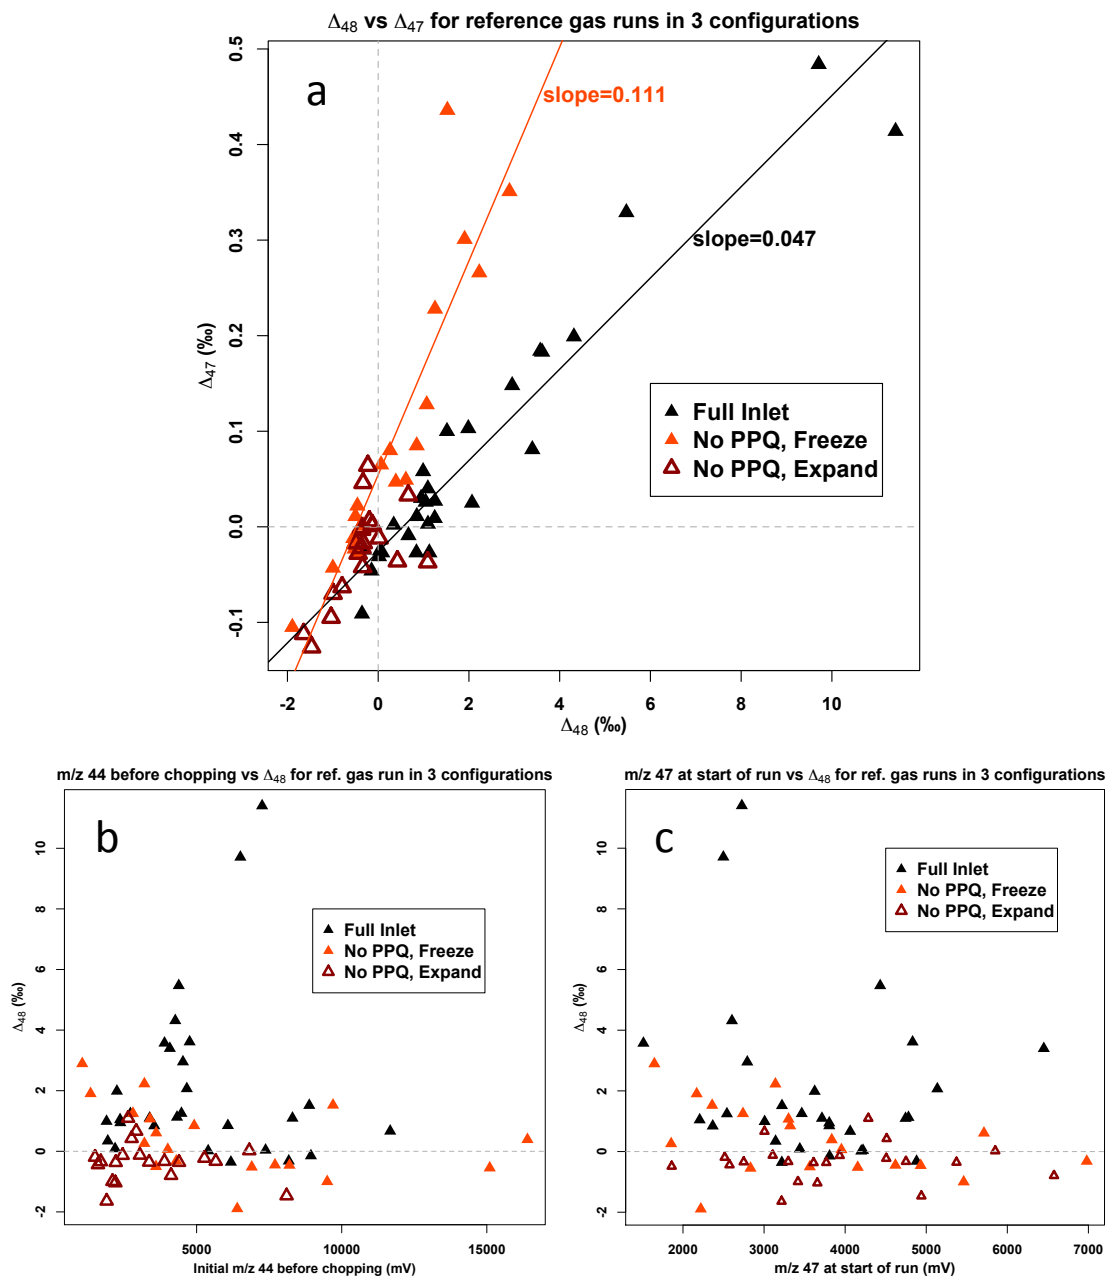 Δ48 vs Δ47 for reference gas runs in 3 configurations
a
slope=0.111
slope=0.047
Full Inlet
No PPQ, Freeze
No PPQ, Expand
Δ47 (‰)
0.5
0.4
0.3
0.2
0.1
0.0
-0.1
-2 0 2 4 6 8 10
Δ48 (‰)
m/z 44 before chopping vs Δ48 for ref. gas run in 3 configurations
b
Full Inlet
No PPQ, Freeze
No PPQ, Expand
Δ48 (‰)
10
8
6
4
2
0
-2
5000 10000 15000
Initial m/z 44 before chopping (mV)
m/z 47 at start of run vs Δ48 for ref. gas runs in 3 configurations
c
Full Inlet
No PPQ, Freeze
No PPQ, Expand
Δ48 (‰)
10
8
6
4
2
0
-2
2000 3000 4000 5000 6000 7000
m/z 47 at start of run (mV)